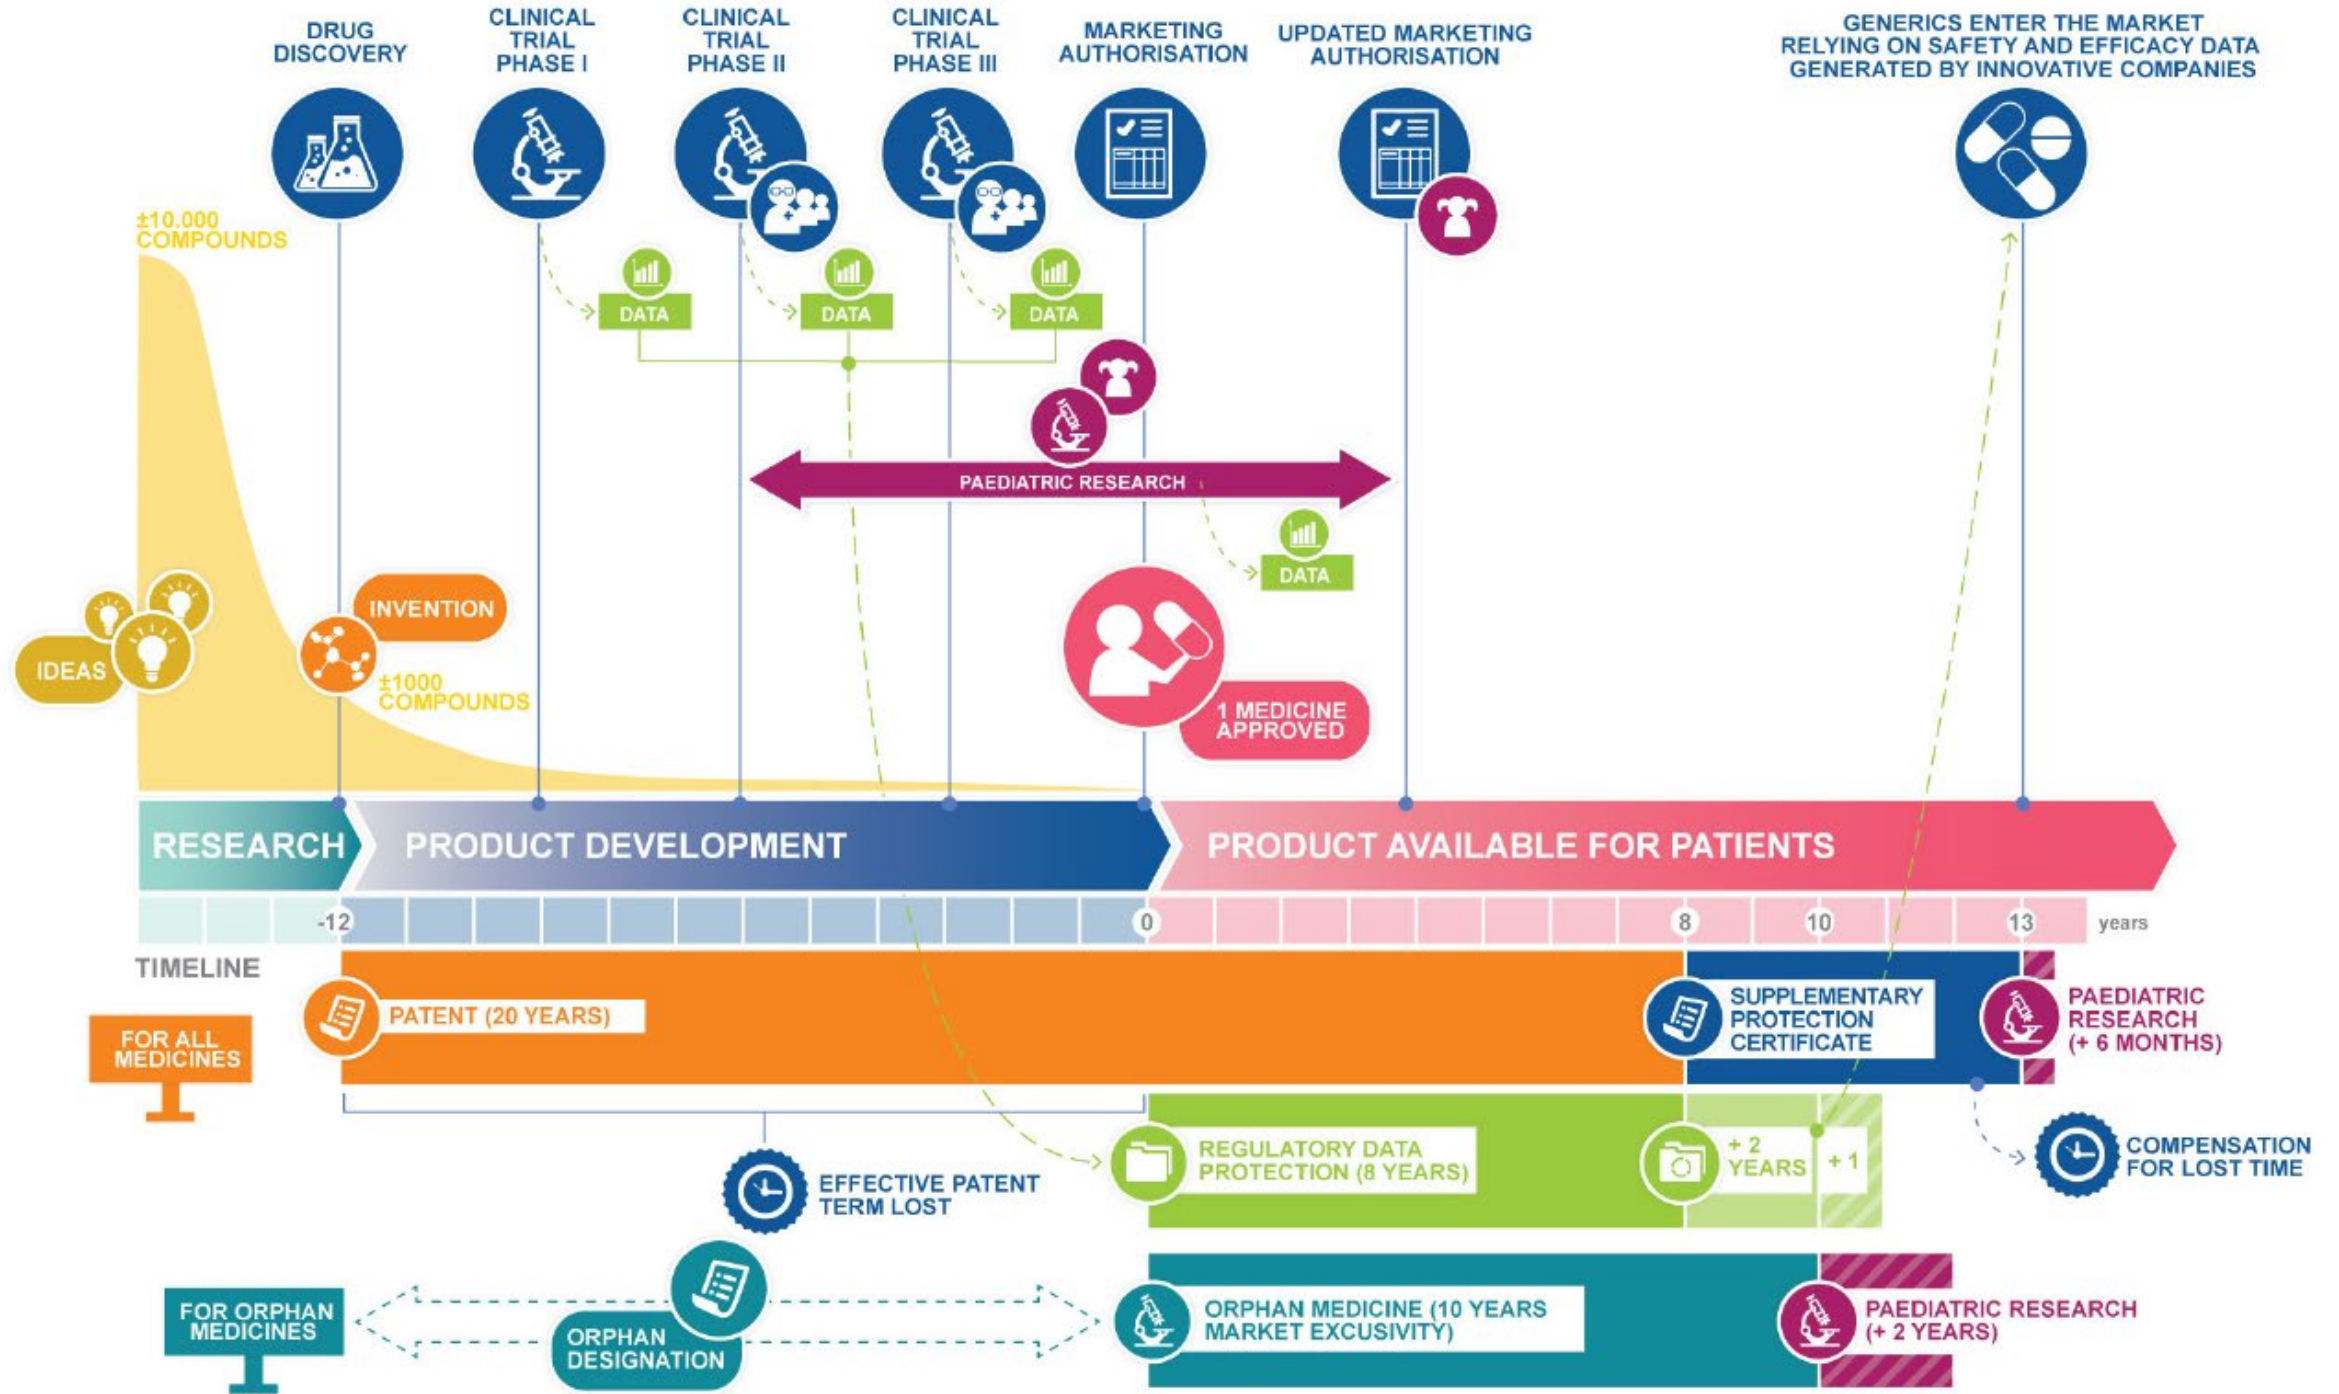 DRUG
DISCOVERY
CLINICAL
TRIAL
PHASE I
CLINICAL
TRIAL
PHASE II
CLINICAL
TRIAL
PHASE III
MARKETING
AUTHORISATION
UPDATED MARKETING
AUTHORISATION
GENERICS ENTER THE MARKET
RELYING ON SAFETY AND EFFICACY DATA
GENERATED BY INNOVATIVE COMPANIES
±10.000
COMPOUNDS
DATA
DATA
DATA
PAEDIATRIC RESEARCH
DATA
INVENTION
IDEAS
±1000
COMPOUNDS
1 MEDICINE
APPROVED
RESEARCH
PRODUCT DEVELOPMENT
PRODUCT AVAILABLE FOR PATIENTS
-12
0
8
10
13
years
TIMELINE
FOR ALL
MEDICINES
PATENT (20 YEARS)
SUPPLEMENTARY
PROTECTION
CERTIFICATE
PAEDIATRIC
RESEARCH
(+ 6 MONTHS)
REGULATORY DATA
PROTECTION (8 YEARS)
+ 2
YEARS
+ 1
COMPENSATION
FOR LOST TIME
EFFECTIVE PATENT
TERM LOST
FOR ORPHAN
MEDICINES
ORPHAN
DESIGNATION
ORPHAN MEDICINE (10 YEARS
MARKET EXCUSIVITY)
PAEDIATRIC RESEARCH
(+ 2 YEARS)